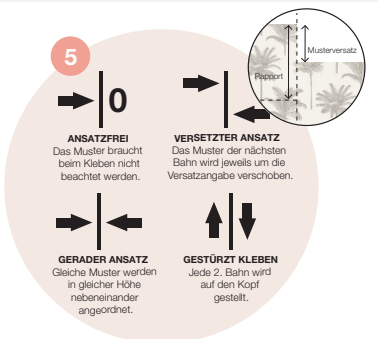 5
Musterversatz
Rapport
0
ANSATZFREI
Das Muster braucht
beim Kleben nicht
beachtet werden.
VERSETZTER ANSATZ
Das Muster der nächsten
Bahn wird jeweils um die
Versatzangabe verschoben.
GERADER ANSATZ
Gleiche Muster werden
in gleicher Höhe
nebeneinander
angeordnet.
GESTÜRZT KLEBEN
Jede 2. Bahn wird
auf den Kopf
gestellt.